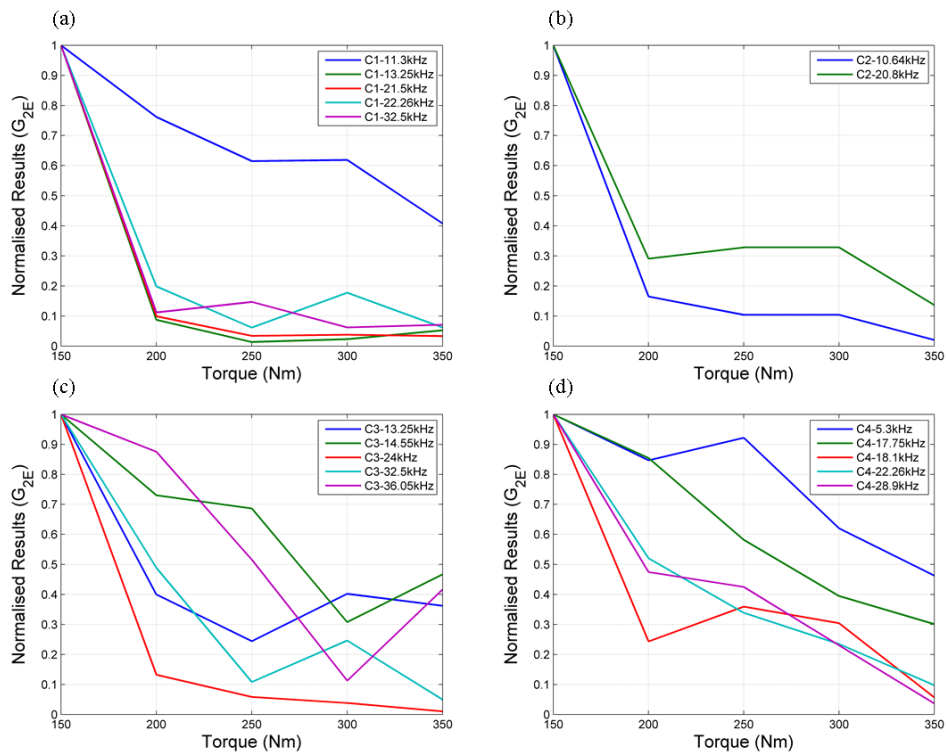 (a)
Normalised Results (G2E)
1
0.9
0.8
0.7
0.6
0.5
0.4
0.3
0.2
0.1
0
150 200 250 300 350
Torque (Nm)
C1-11.3kHz
C1-13.25kHz
C1-21.5kHz
C1-22.26kHz
C1-32.5kHz
(b)
Normalised Results (G2E)
1
0.9
0.8
0.7
0.6
0.5
0.4
0.3
0.2
0.1
0
150 200 250 300 350
Torque (Nm)
C2-10.64kHz
C2-20.8kHz
(c)
Normalised Results (G2E)
1
0.9
0.8
0.7
0.6
0.5
0.4
0.3
0.2
0.1
0
150 200 250 300 350
Torque (Nm)
C3-13.25kHz
C3-14.55kHz
C3-24kHz
C3-32.5kHz
C3-36.05kHz
(d)
Normalised Results (G2E)
1
0.9
0.8
0.7
0.6
0.5
0.4
0.3
0.2
0.1
0
150 200 250 300 350
Torque (Nm)
C4-5.3kHz
C4-17.75kHz
C4-18.1kHz
C4-22.26kHz
C4-28.9kHz